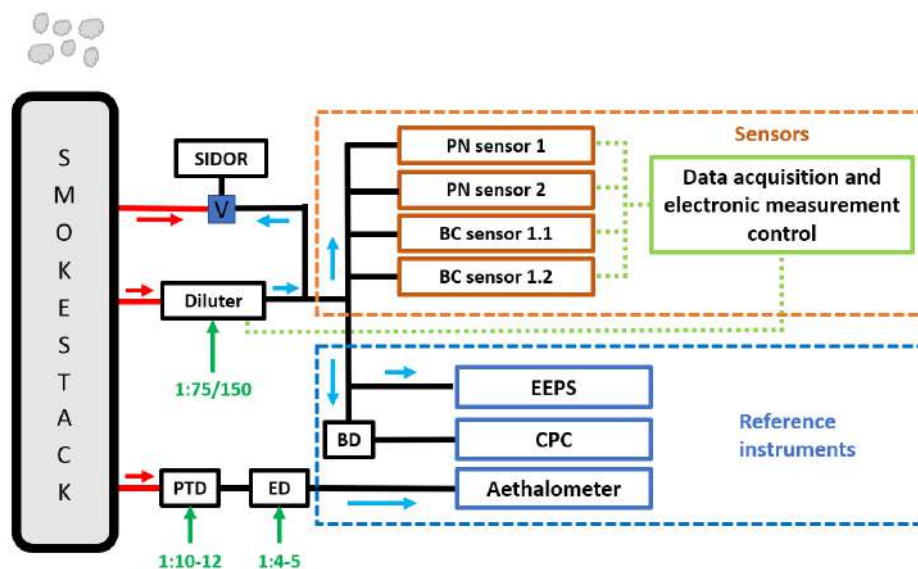 SMOKESTACK
SIDOR
V
Diluter
1:75/150
PTD
1:10-12
ED
1:4-5
Sensors
PN sensor 1
PN sensor 2
BC sensor 1.1
BC sensor 1.2
Data acquisition and
electronic measurement
control
EEPS
BD
CPC
Aethalometer
Reference
instruments